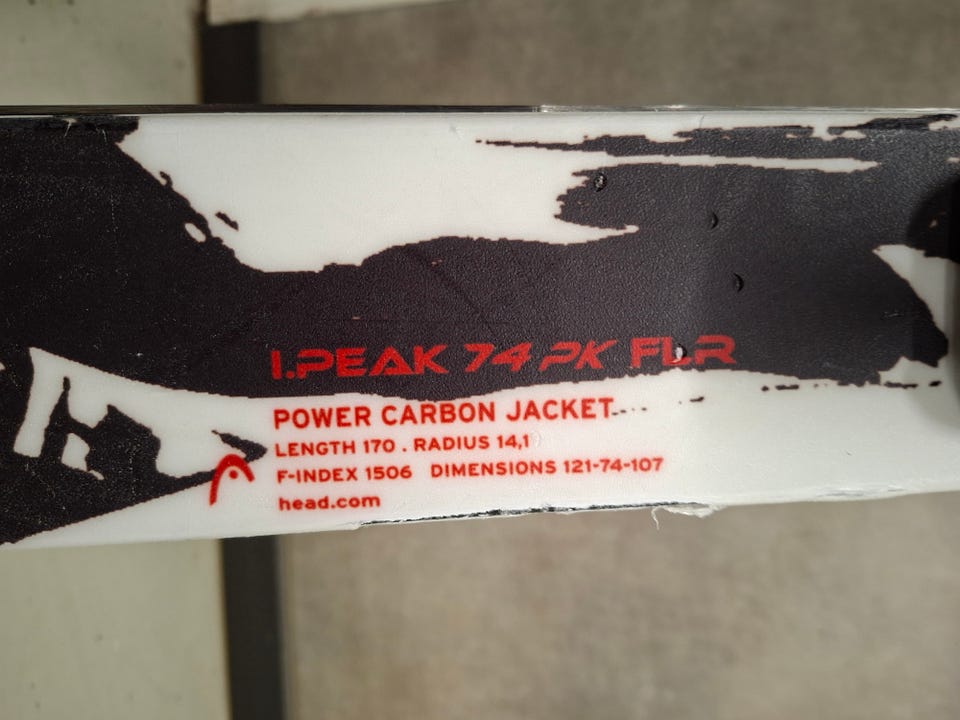 I.PEAK 74 PK FLR
POWER CARBON JACKET
LENGTH 170 . RADIUS 14,1
F-INDEX 1506 DIMENSIONS 121-74-107
head.com